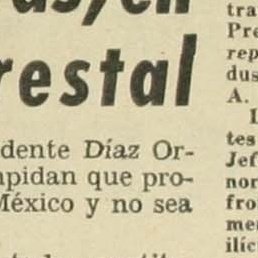 restal
dente Díaz Or-
npidan que pro-
México y no sea
tra
Pre
rep
dus
A.
tes
Jef
nor
fro
me
ilíc